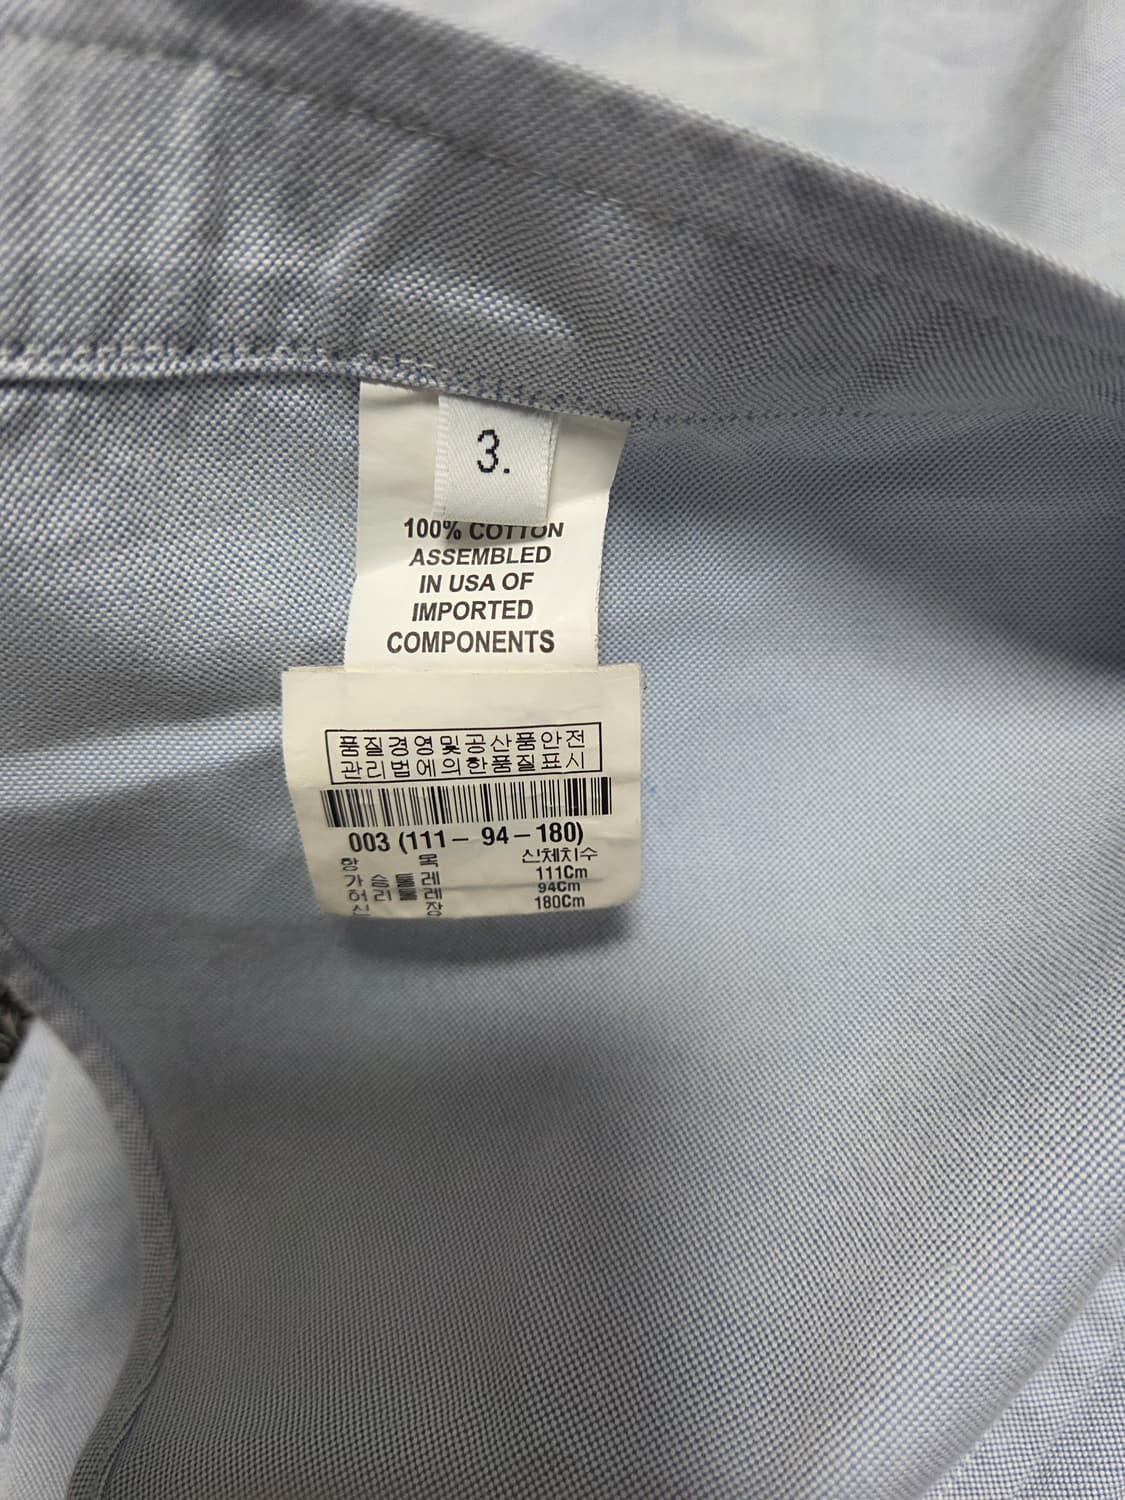 3.
100% COTTON
ASSEMBLED
IN USA OF
IMPORTED
COMPONENTS
품질경영및공산품안전
관리법에의한품질표시
003 (111– 94–180)
항 목 신체치수
가슴둘레 111Cm
허리둘레 94Cm
신 장 180Cm